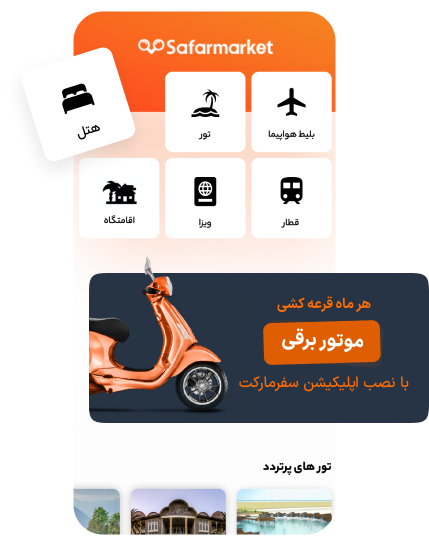 Safarmarket
بلیط هواپیما
تور
هتل
قطار
ویزا
اقامتگاه
هر ماه قرعه کشی
موتور برقی
با نصب اپلیکیشن سفرمارکت
تور های پرتردد